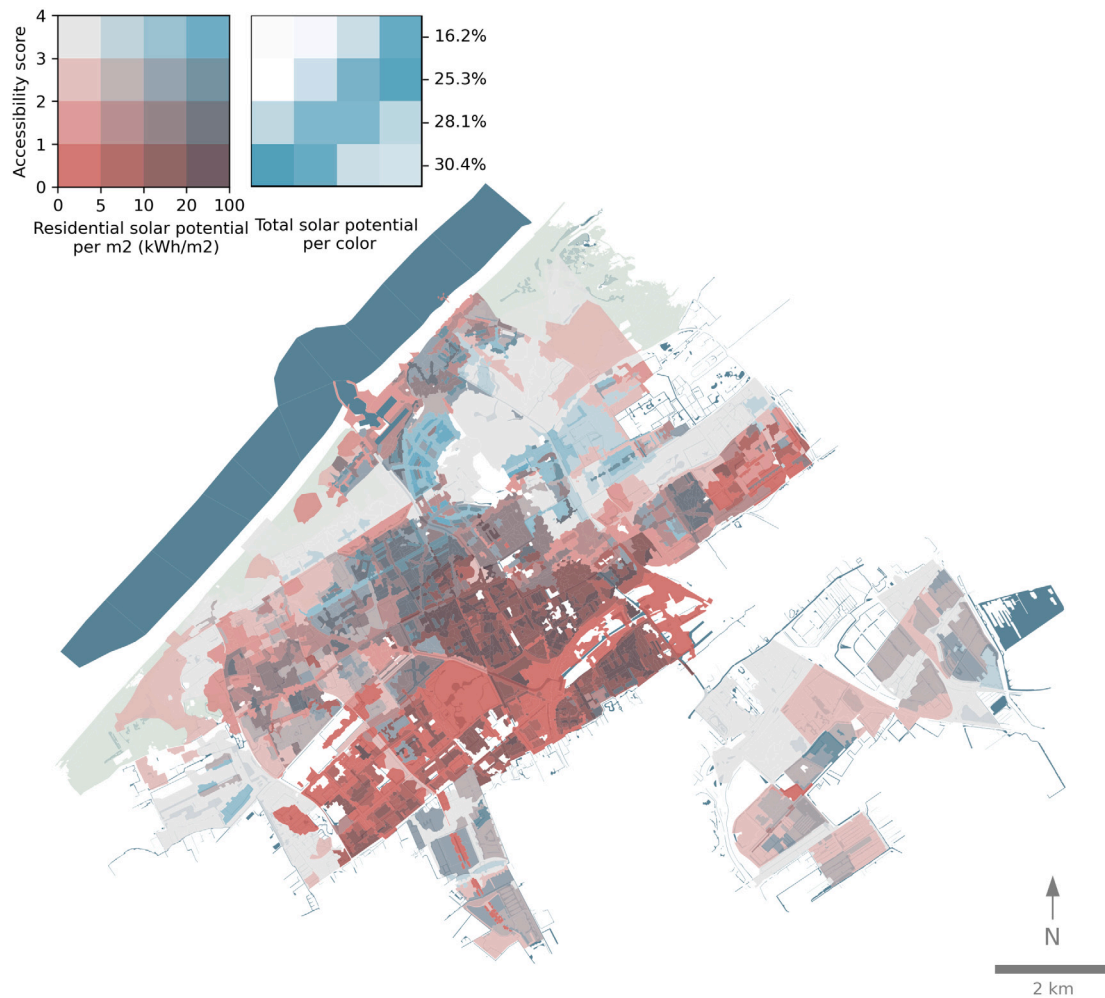 4
3
2
1
0
Accessibility score
0 5 10 20 100
Residential solar potential
per m2 (kWh/m2)
16.2%
25.3%
28.1%
30.4%
Total solar potential
per color
N
2 km